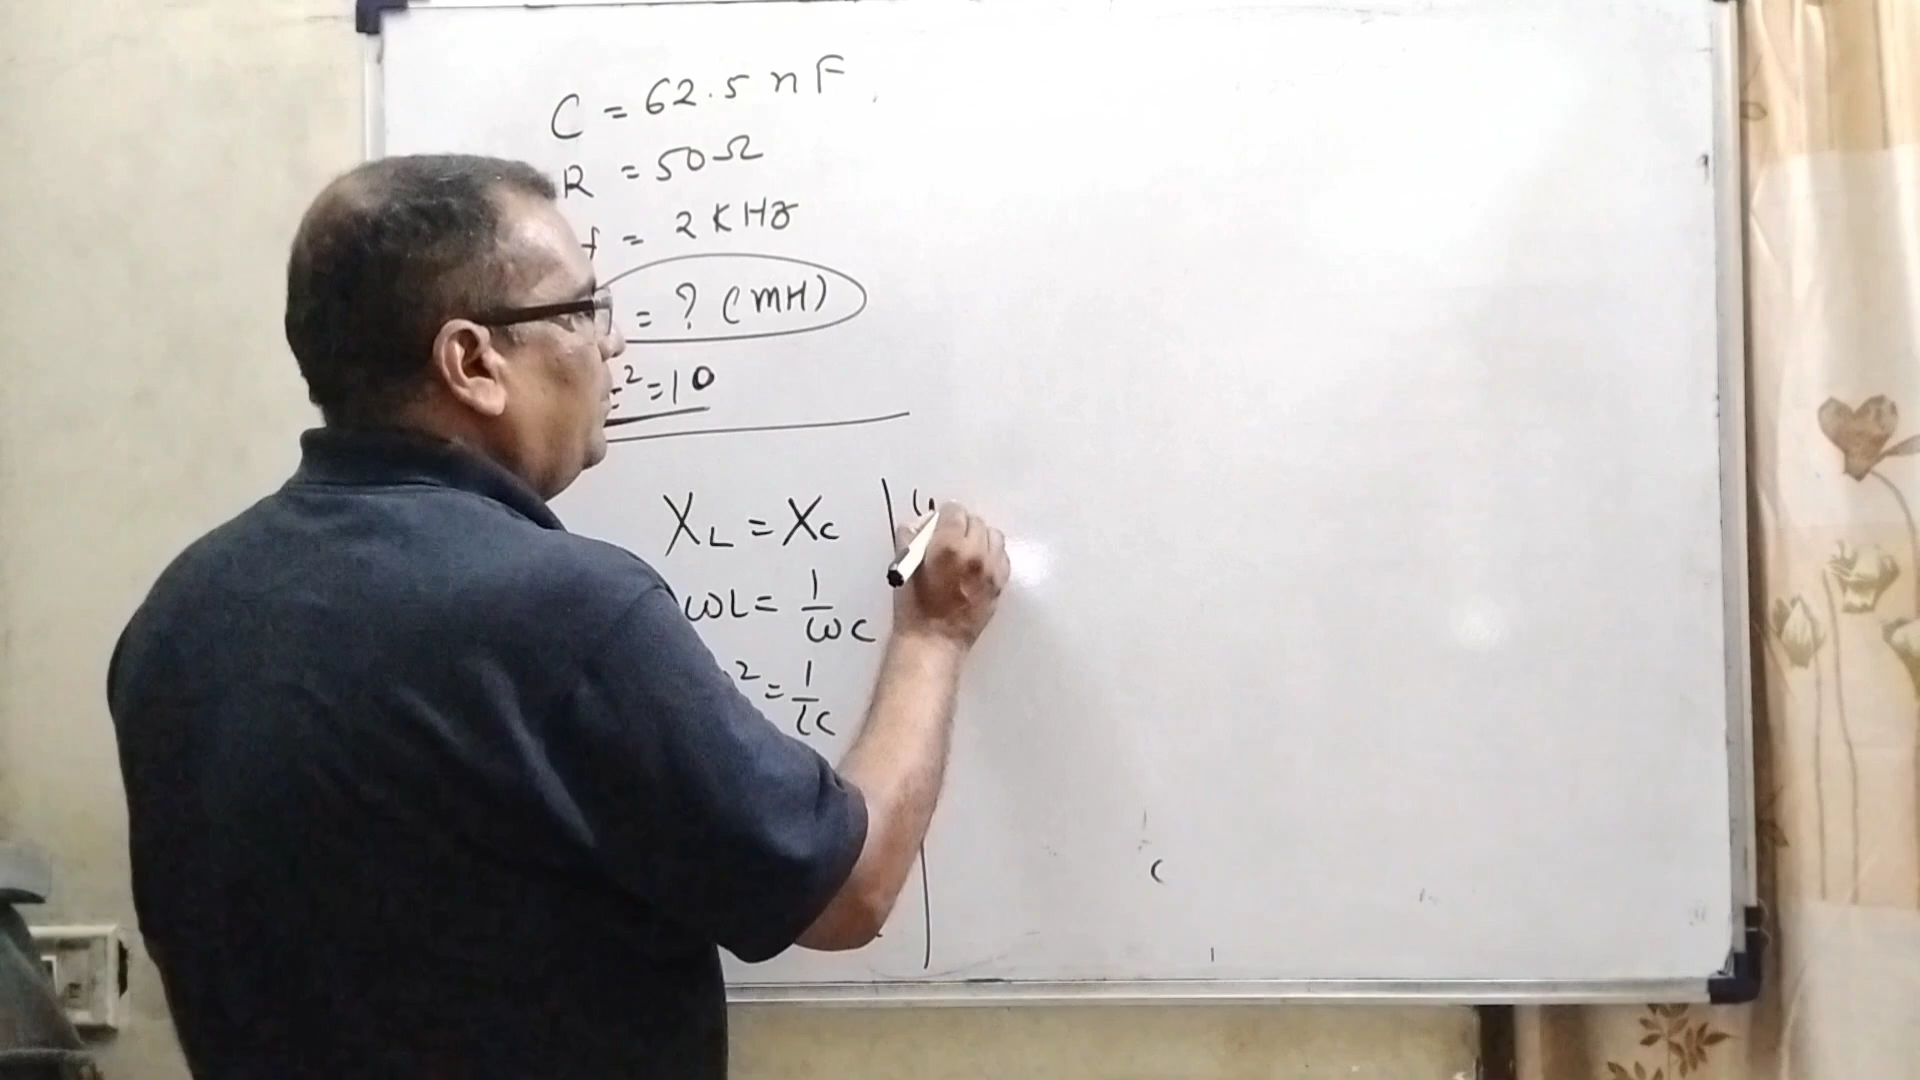 C = 62.5 nF
R = 50Ω
f = 2 KHz
= ? (mH)
² = 10
X_L = X_C
ωL = 1/ωC
² = 1/LC